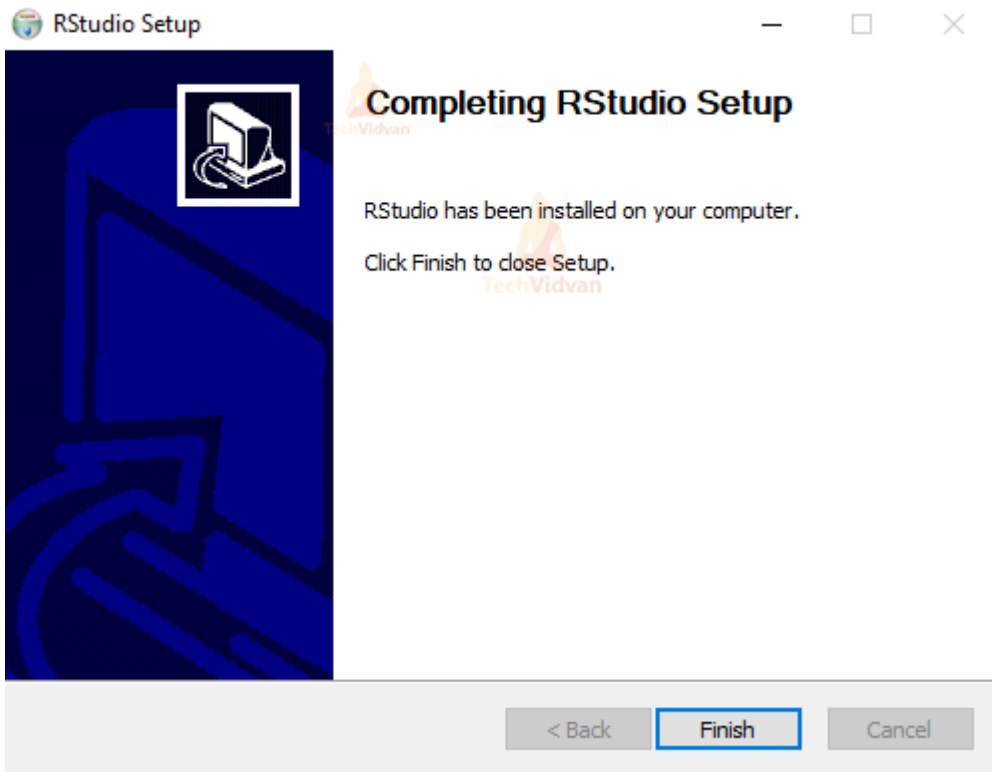 RStudio Setup
Completing RStudio Setup
TechVidvan
RStudio has been installed on your computer.
Click Finish to close Setup.
TechVidvan
< Back
Finish
Cancel